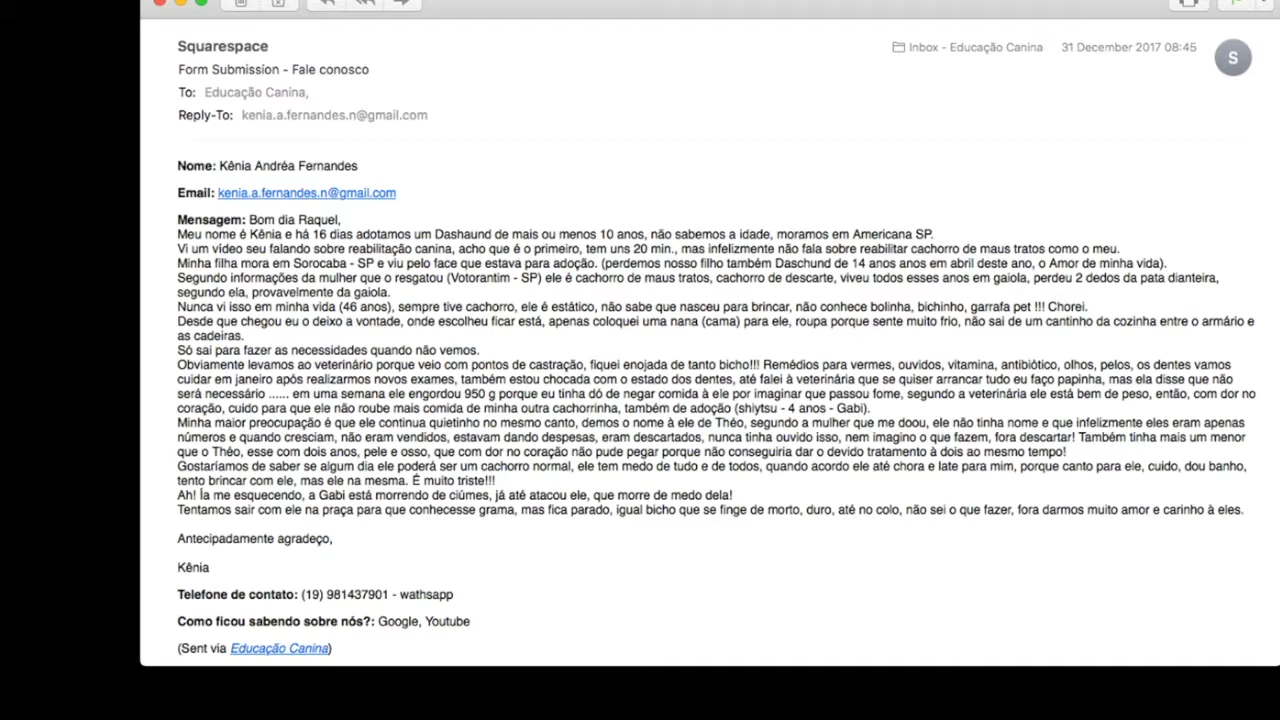 Squarespace
Inbox - Educação Canina 31 December 2017 08:45
S
Form Submission - Fale conosco
To: Educação Canina,
Reply-To: kenia.a.fernandes.n@gmail.com
Nome: Kênia Andréa Fernandes
Email: kenia.a.fernandes.n@gmail.com
Mensagem: Bom dia Raquel,
Meu nome é Kênia e há 16 dias adotamos um Dashaund de mais ou menos 10 anos, não sabemos a idade, moramos em Americana SP.
Vi um vídeo seu falando sobre reabilitação canina, acho que é o primeiro, tem uns 20 min., mas infelizmente não fala sobre reabilitar cachorro de maus tratos como o meu.
Minha filha mora em Sorocaba - SP e viu pelo face que estava para adoção. (perdemos nosso filho também Daschund de 14 anos anos em abril deste ano, o Amor de minha vida).
Segundo informações da mulher que o resgatou (Votorantim - SP) ele é cachorro de maus tratos, cachorro de descarte, viveu todos esses anos em gaiola, perdeu 2 dedos da pata dianteira,
segundo ela, provavelmente da gaiola.
Nunca vi isso em minha vida (46 anos), sempre tive cachorro, ele é estático, não sabe que nasceu para brincar, não conhece bolinha, bichinho, garrafa pet !!! Chorei.
Desde que chegou eu o deixo a vontade, onde escolheu ficar está, apenas coloquei uma nana (cama) para ele, roupa porque sente muito frio, não sai de um cantinho da cozinha entre o armário e
as cadeiras.
Só sai para fazer as necessidades quando não vemos.
Obviamente levamos ao veterinário porque veio com pontos de castração, fiquei enojada de tanto bicho!!! Remédios para vermes, ouvidos, vitamina, antibiótico, olhos, pelos, os dentes vamos
cuidar em janeiro após realizarmos novos exames, também estou chocada com o estado dos dentes, até falei à veterinária que se quiser arrancar tudo eu faço papinha, mas ela disse que não
será necessário ...... em uma semana ele engordou 950 g porque eu tinha dó de negar comida à ele por imaginar que passou fome, segundo a veterinária ele está bem de peso, então, com dor no
coração, cuido para que ele não roube mais comida de minha outra cachorrinha, também de adoção (shiytsu - 4 anos - Gabi).
Minha maior preocupação é que ele continua quietinho no mesmo canto, demos o nome à ele de Théo, segundo a mulher que me doou, ele não tinha nome e que infelizmente eles eram apenas
números e quando cresciam, não eram vendidos, estavam dando despesas, eram descartados, nunca tinha ouvido isso, nem imagino o que fazem, fora descartar! Também tinha mais um menor
que o Théo, esse com dois anos, pele e osso, que com dor no coração não pude pegar porque não conseguiria dar o devido tratamento à dois ao mesmo tempo!
Gostaríamos de saber se algum dia ele poderá ser um cachorro normal, ele tem medo de tudo e de todos, quando acordo ele até chora e late para mim, porque canto para ele, cuido, dou banho,
tento brincar com ele, mas ele na mesma. É muito triste!!!
Ah! Ía me esquecendo, a Gabi está morrendo de ciúmes, já até atacou ele, que morre de medo dela!
Tentamos sair com ele na praça para que conhecesse grama, mas fica parado, igual bicho que se finge de morto, duro, até no colo, não sei o que fazer, fora darmos muito amor e carinho à eles.
Antecipadamente agradeço,
Kênia
Telefone de contato: (19) 981437901 - wathsapp
Como ficou sabendo sobre nós?: Google, Youtube
(Sent via Educação Canina)